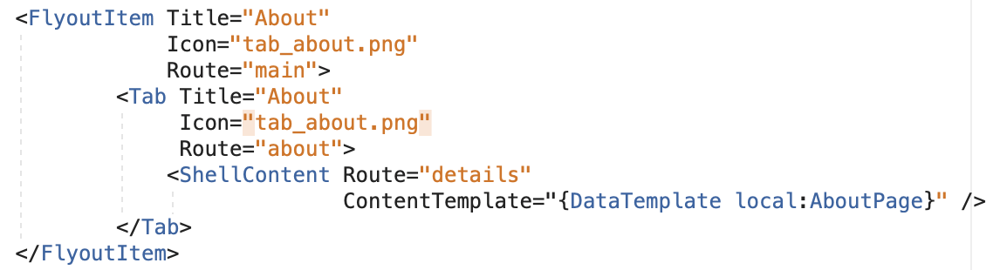 <FlyoutItem Title="About"
            Icon="tab_about.png"
            Route="main">
        <Tab Title="About"
             Icon="tab_about.png"
             Route="about">
            <ShellContent Route="details"
                          ContentTemplate="{DataTemplate local:AboutPage}" />
        </Tab>
</FlyoutItem>